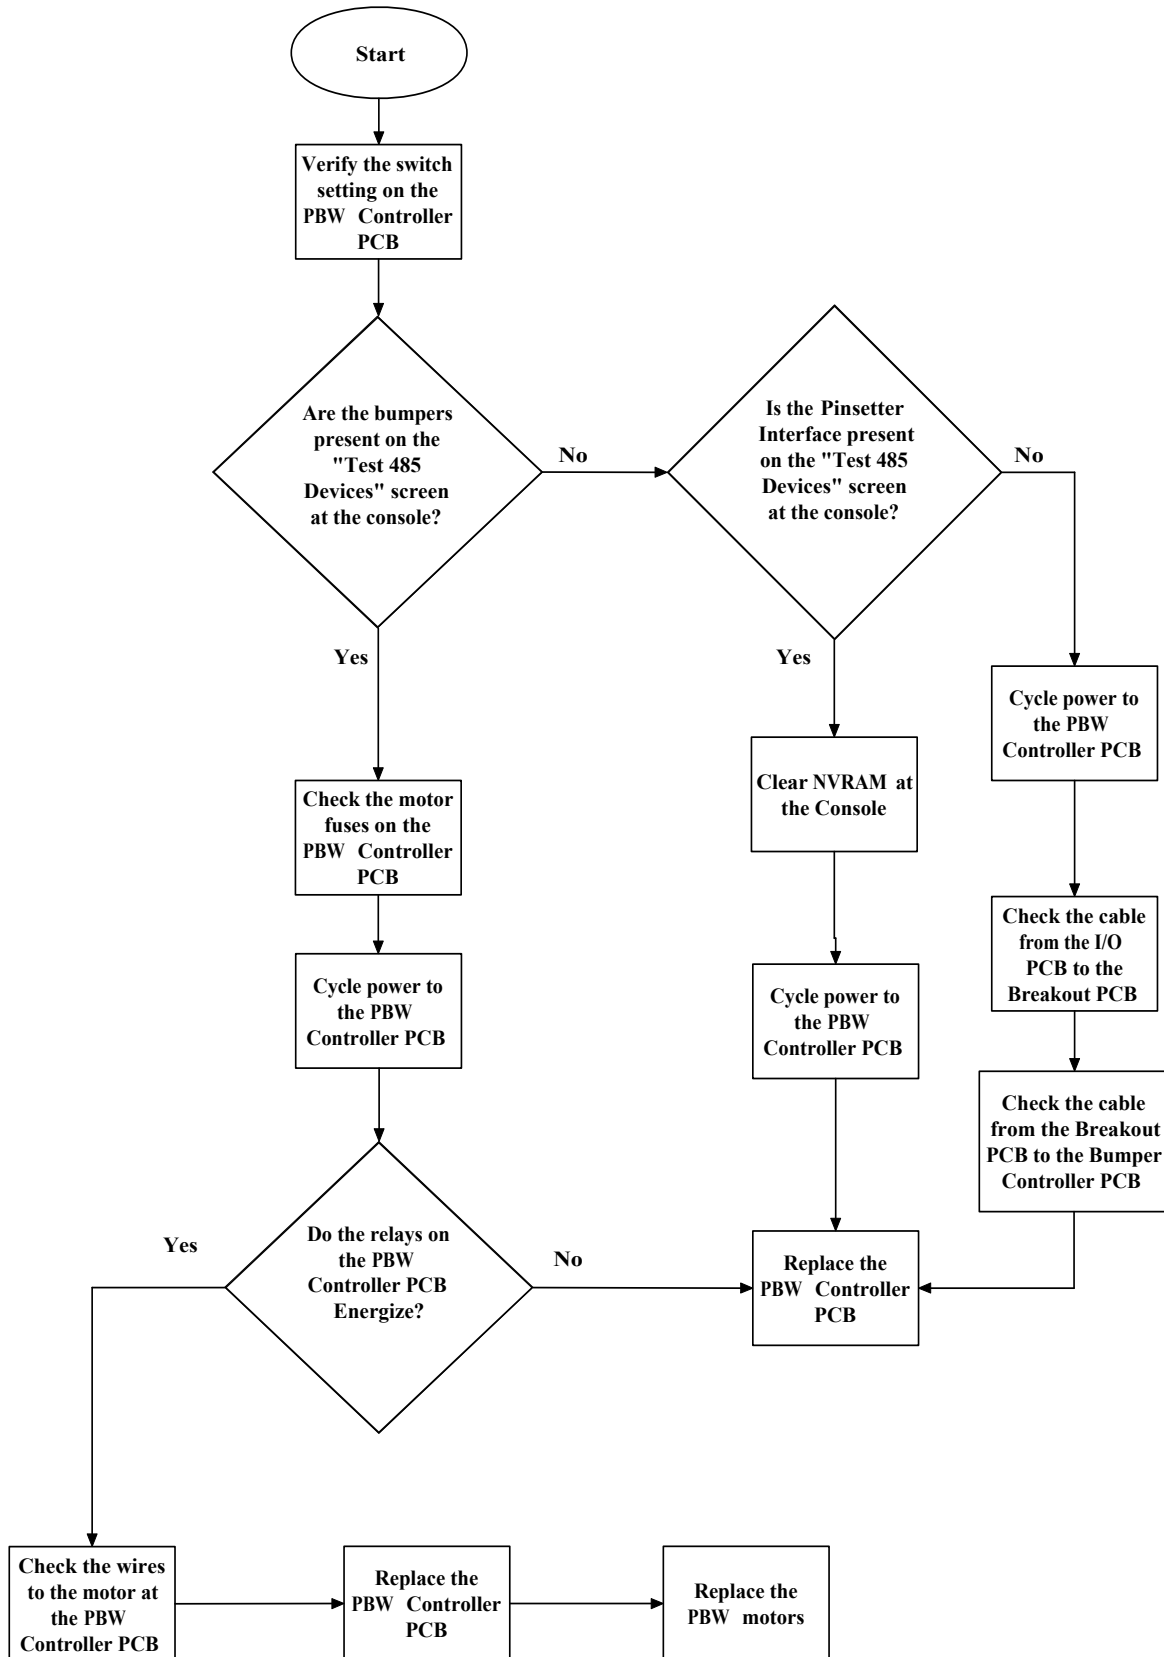 Start
Verify the switch
setting on the
PBW Controller
PCB
Are the bumpers
present on the
"Test 485
Devices" screen
at the console?
No
Is the Pinsetter
Interface present
on the "Test 485
Devices" screen
at the console?
No
Yes
Yes
Cycle power to
the PBW
Controller PCB
Clear NVRAM at
the Console
Check the motor
fuses on the
PBW Controller
PCB
Check the cable
from the I/O
PCB to the
Breakout PCB
Cycle power to
the PBW
Controller PCB
Cycle power to
the PBW
Controller PCB
Check the cable
from the Breakout
PCB to the Bumper
Controller PCB
Yes
Do the relays on
the PBW
Controller PCB
Energize?
No
Replace the
PBW Controller
PCB
Check the wires
to the motor at
the PBW
Controller PCB
Replace the
PBW Controller
PCB
Replace the
PBW motors